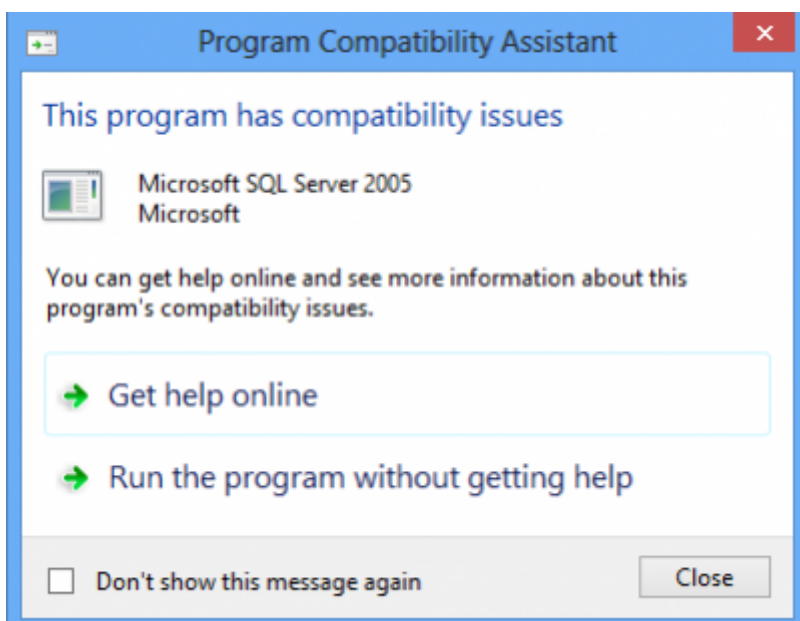 Program Compatibility Assistant
This program has compatibility issues
Microsoft SQL Server 2005
Microsoft
You can get help online and see more information about this
program's compatibility issues.
Get help online
Run the program without getting help
Don't show this message again
Close